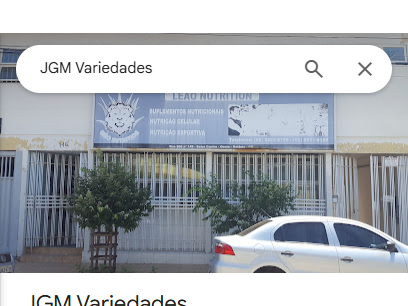 JGM Variedades
LEÃO NUTRITION
SUPLEMENTOS NUTRICIONAIS
NUTRIÇÃO CELULAR
NUTRIÇÃO ESPORTIVA
JGM Variedades